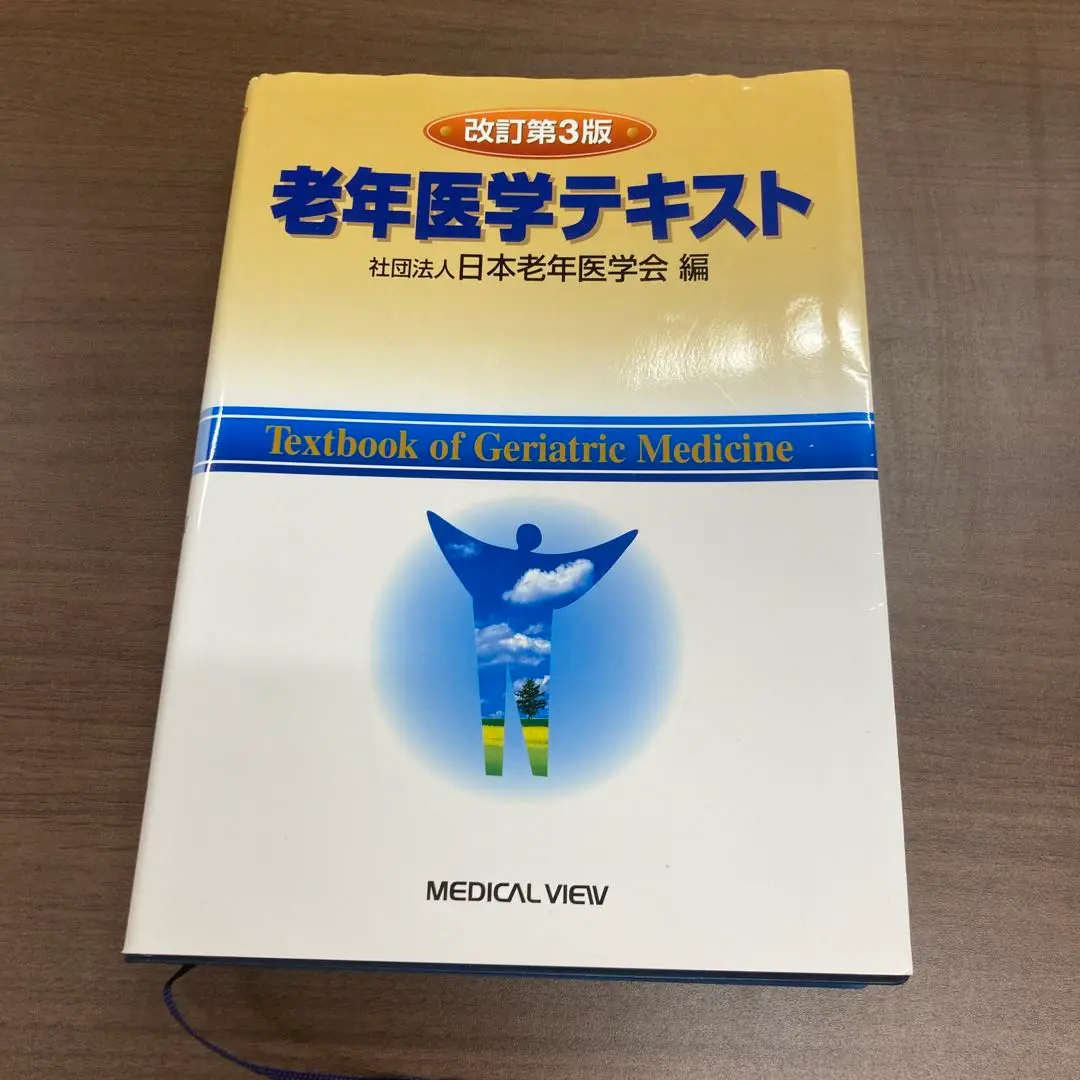 改訂第3版
老年医学テキスト
社団法人日本老年医学会 編
Textbook of Geriatric Medicine
MEDICAL VIEW